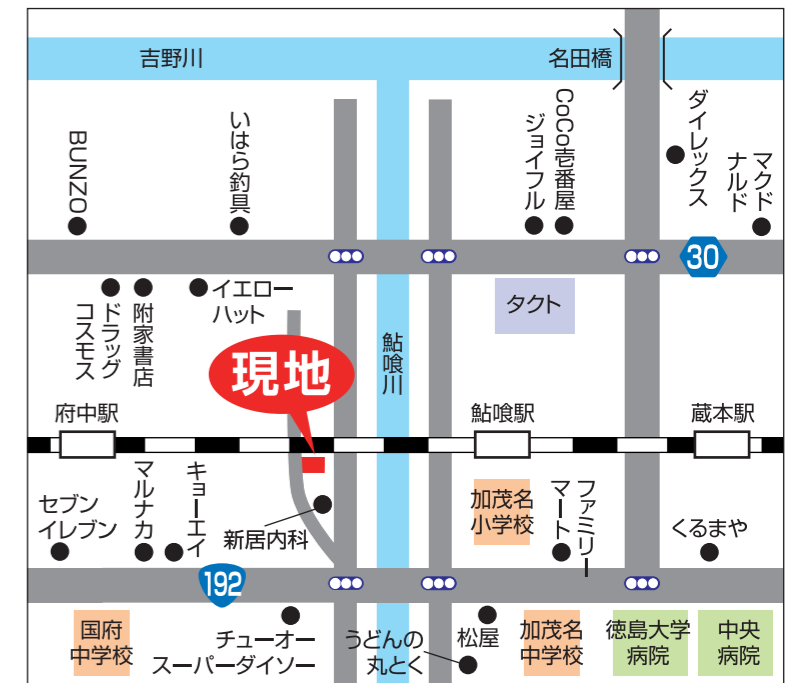 吉野川
名田橋
BUNZO
いはら釣具
ジョイフル
CoCo壱番屋
ダイレックス
マクド
ナルド
30
ドラッグ
コスモス
附家書店
イエロー
ハット
タクト
現地
鮎喰川
府中駅
鮎喰駅
蔵本駅
セブン
イレブン
マルナカ
キョーエイ
新居内科
加茂名
小学校
ファミリー
マート
くるまや
192
国府
中学校
チューオー
スーパーダイソー
うどんの
丸とく
松屋
加茂名
中学校
徳島大学
病院
中央
病院